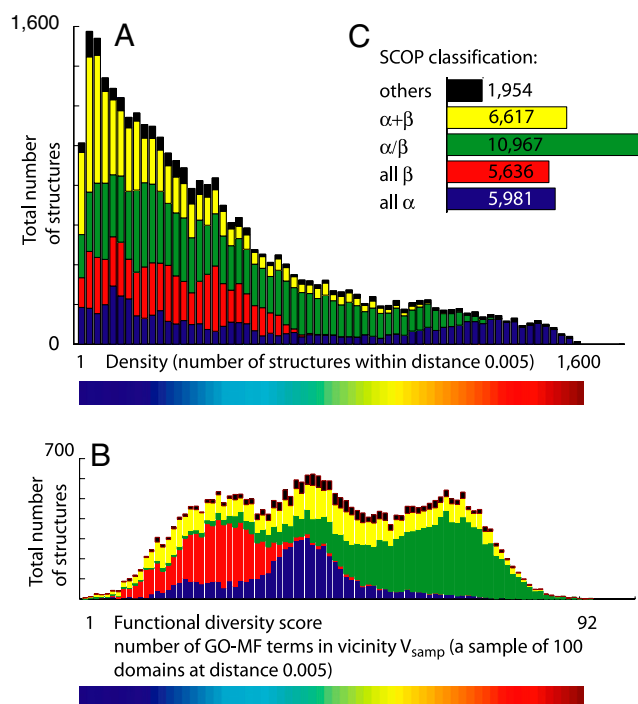 1,600
A
C
SCOP classification:
others 1,954
α+β 6,617
α/β 10,967
all β 5,636
all α 5,981
Total number
of structures
0
1 Density (number of structures within distance 0.005) 1,600
B
700
Total number
of structures
1 Functional diversity score 92
number of GO-MF terms in vicinity Vsamp (a sample of 100
domains at distance 0.005)